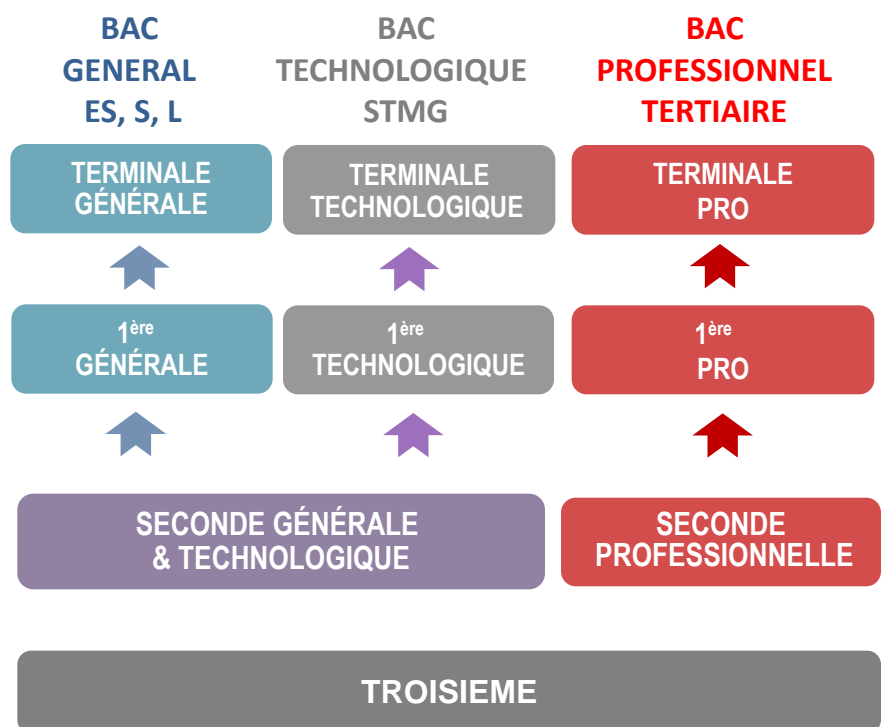 BAC
GENERAL
ES, S, L
BAC
TECHNOLOGIQUE
STMG
BAC
PROFESSIONNEL
TERTIAIRE
TERMINALE
GÉNÉRALE
TERMINALE
TECHNOLOGIQUE
TERMINALE
PRO
1ère
GÉNÉRALE
1ère
TECHNOLOGIQUE
1ère
PRO
SECONDE GÉNÉRALE
& TECHNOLOGIQUE
SECONDE
PROFESSIONNELLE
TROISIEME